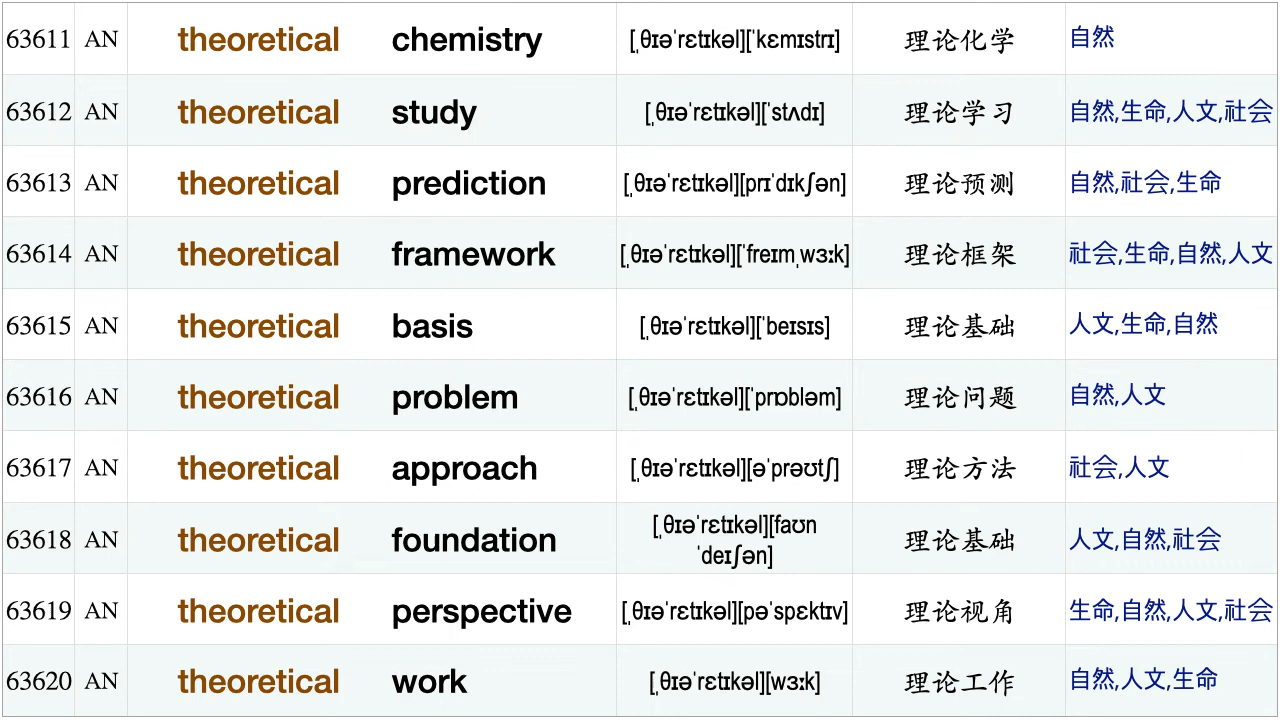 63611 AN theoretical chemistry [ˌθɪəˈrɛtɪkəl][ˈkɛmɪstrɪ] 理论化学 自然
63612 AN theoretical study [ˌθɪəˈrɛtɪkəl][ˈstʌdɪ] 理论学习 自然,生命,人文,社会
63613 AN theoretical prediction [ˌθɪəˈrɛtɪkəl][prɪˈdɪkʃən] 理论预测 自然,社会,生命
63614 AN theoretical framework [ˌθɪəˈrɛtɪkəl][ˈfreɪmˌwɜːk] 理论框架 社会,生命,自然,人文
63615 AN theoretical basis [ˌθɪəˈrɛtɪkəl][ˈbeɪsɪs] 理论基础 人文,生命,自然
63616 AN theoretical problem [ˌθɪəˈrɛtɪkəl][ˈprɒbləm] 理论问题 自然,人文
63617 AN theoretical approach [ˌθɪəˈrɛtɪkəl][əˈprəʊtʃ] 理论方法 社会,人文
63618 AN theoretical foundation [ˌθɪəˈrɛtɪkəl][faʊn
ˈdeɪʃən] 理论基础 人文,自然,社会
63619 AN theoretical perspective [ˌθɪəˈrɛtɪkəl][pəˈspɛktɪv] 理论视角 生命,自然,人文,社会
63620 AN theoretical work [ˌθɪəˈrɛtɪkəl][wɜːk] 理论工作 自然,人文,生命